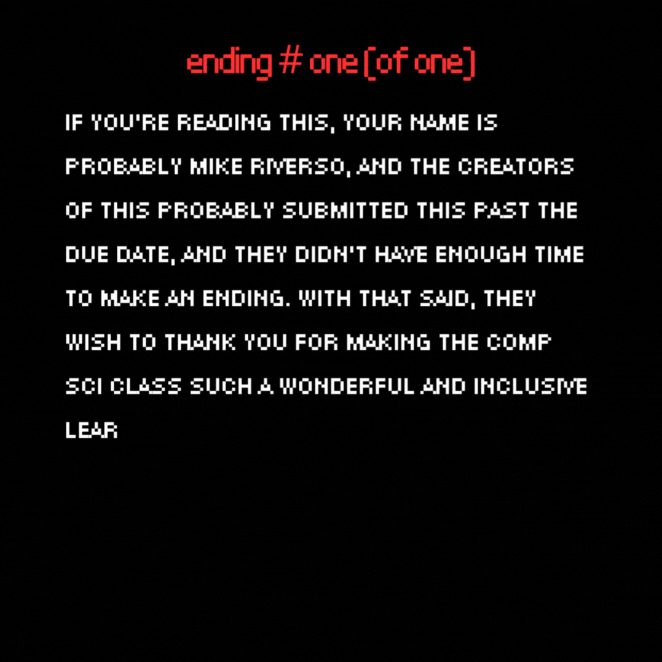 ending # one (of one)
IF YOU'RE READING THIS, YOUR NAME IS
PROBABLY MIKE RIVERSO, AND THE CREATORS
OF THIS PROBABLY SUBMITTED THIS PAST THE
DUE DATE, AND THEY DIDN'T HAVE ENOUGH TIME
TO MAKE AN ENDING. WITH THAT SAID, THEY
WISH TO THANK YOU FOR MAKING THE COMP
SCI CLASS SUCH A WONDERFUL AND INCLUSIVE
LEAR